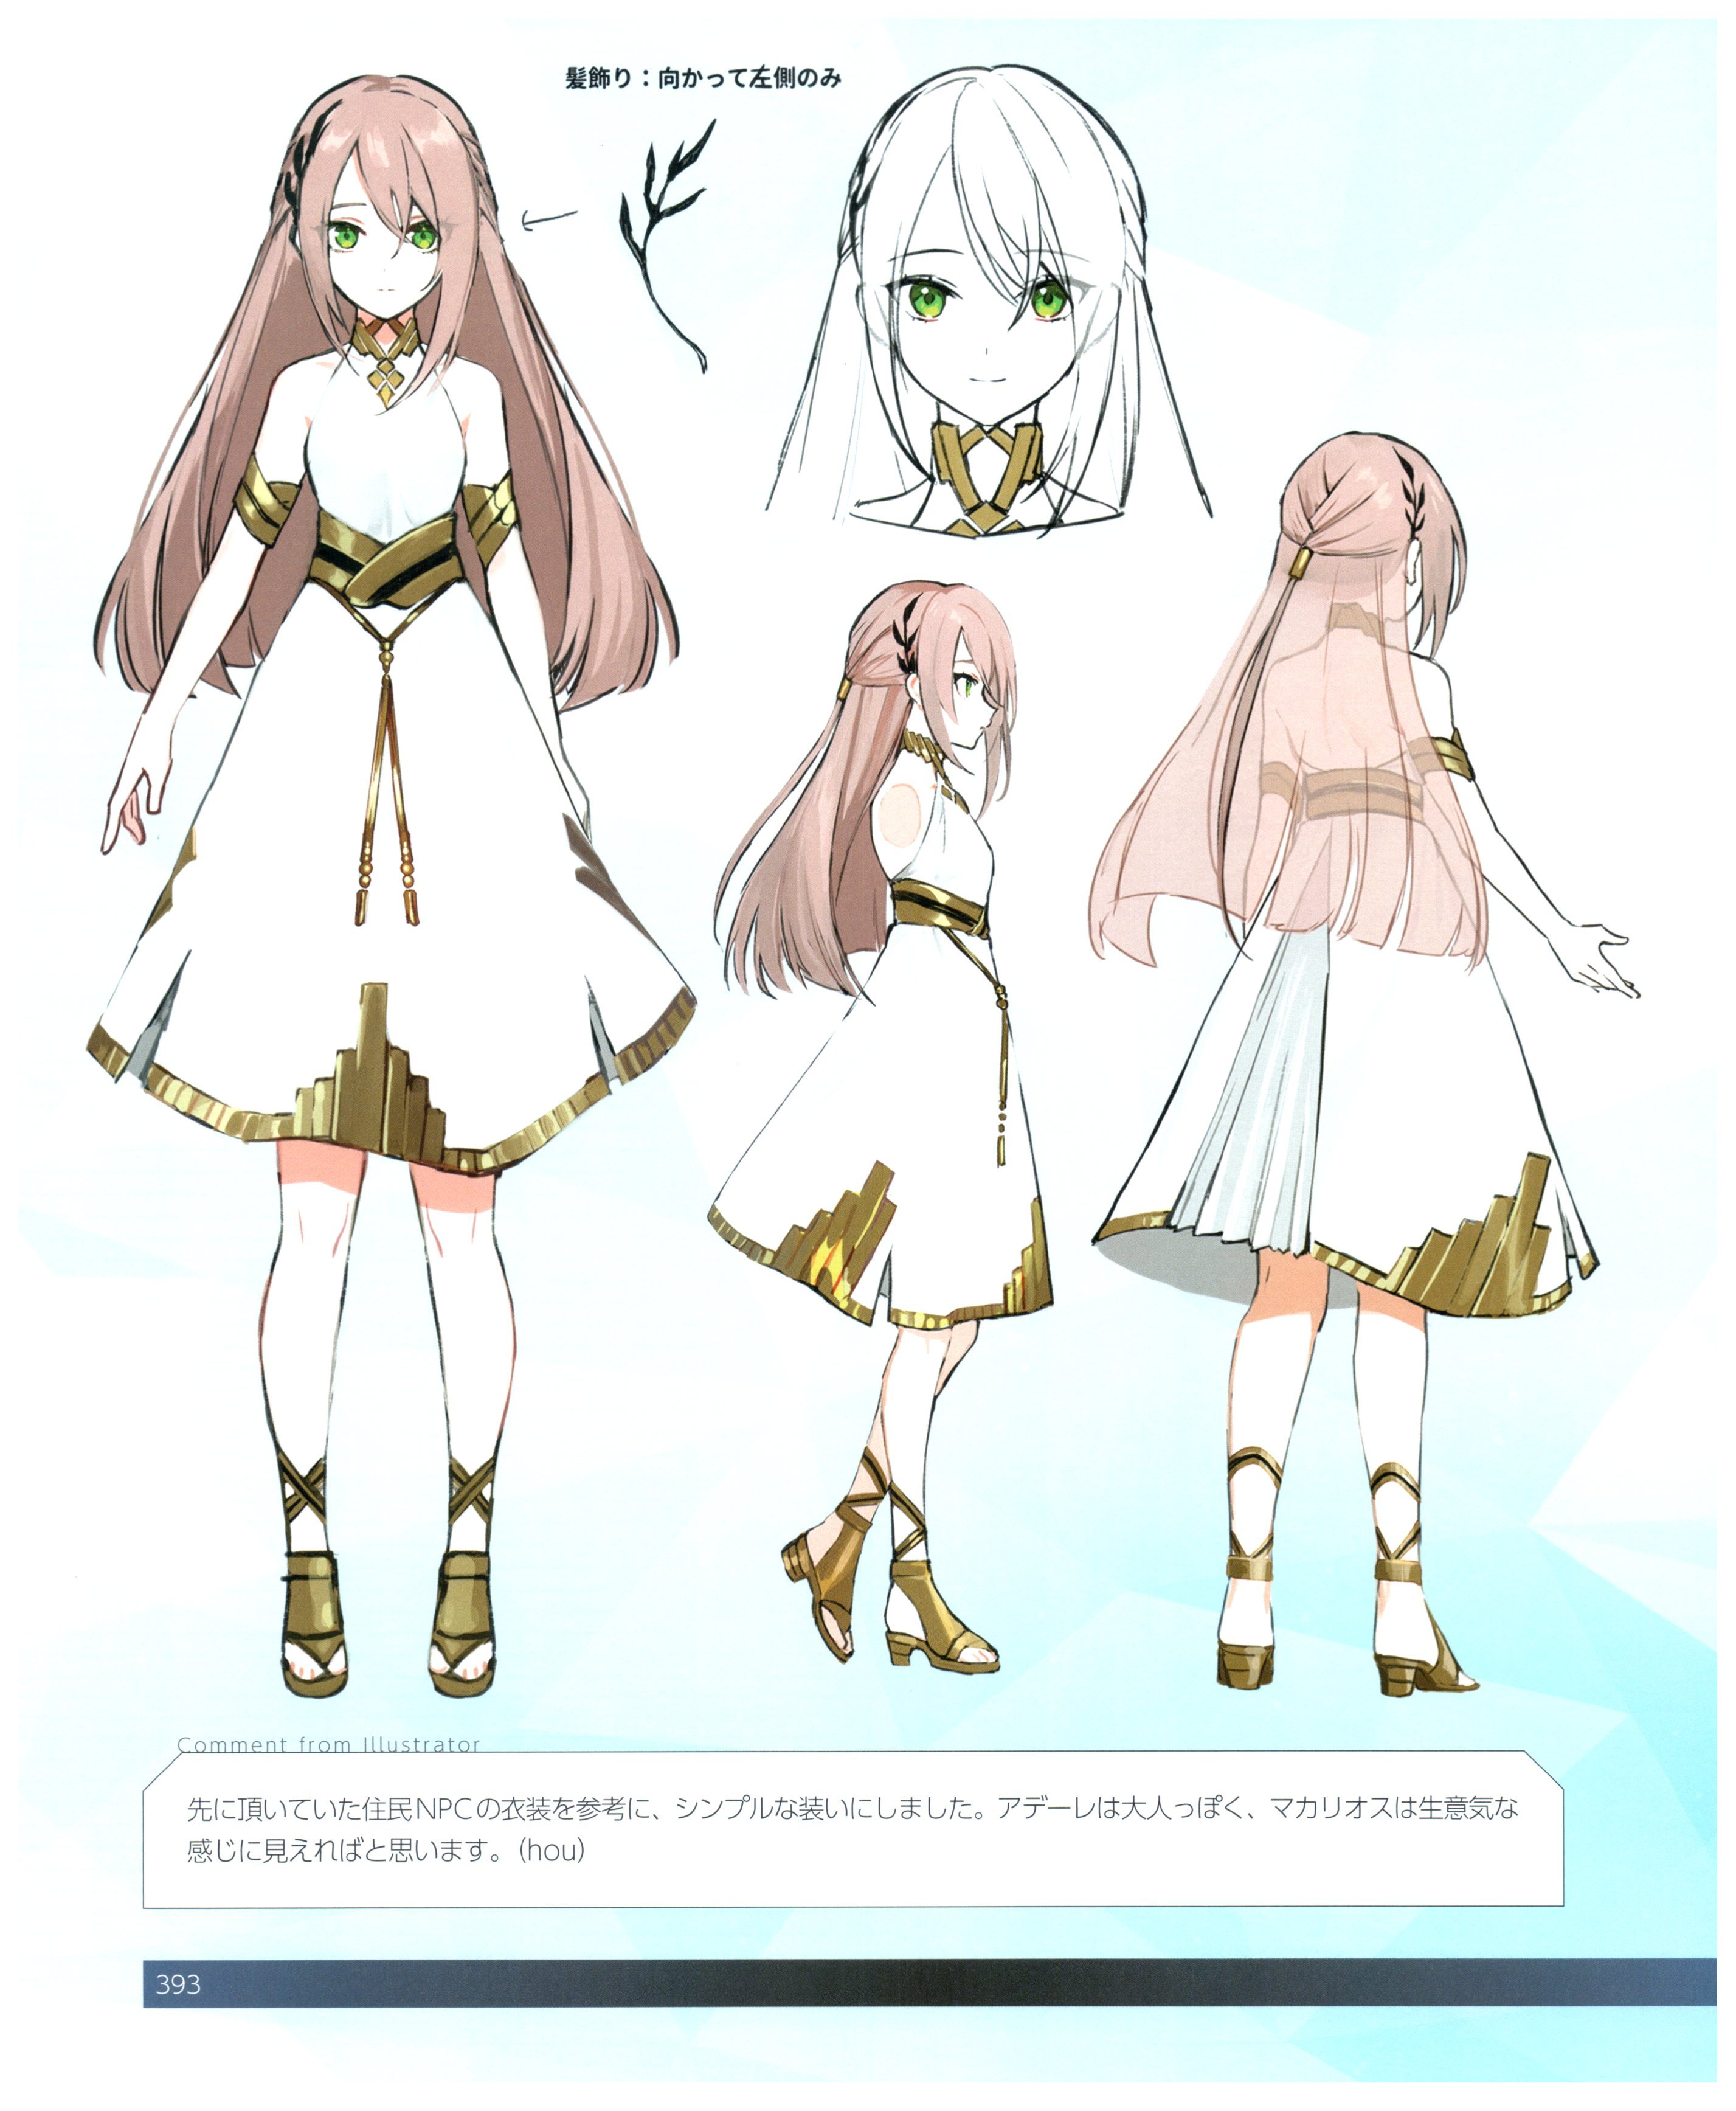 髪飾り：向かって左側のみ
Comment from Illustrator
先に頂いていた住民NPCの衣装を参考に、シンプルな装いにしました。アデーレは大人っぽく、マカリオスは生意気な
感じに見えればと思います。（hou）
393